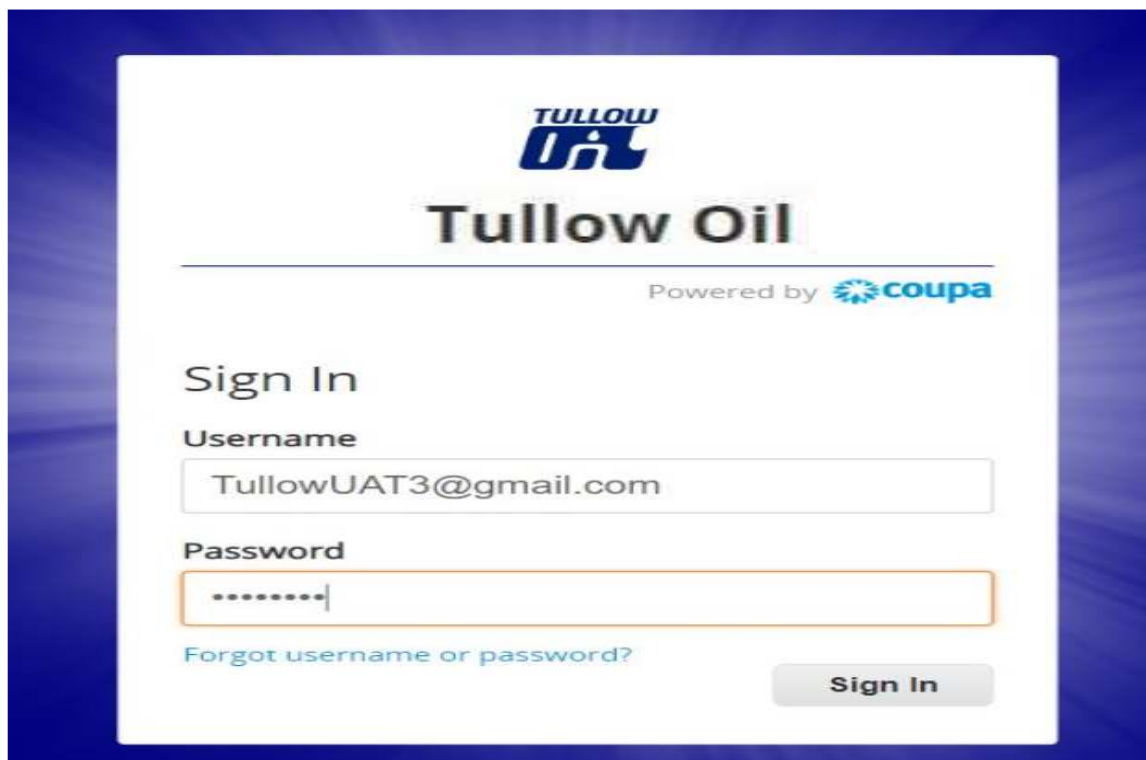 TULLOW
Oil
Tullow Oil
Powered by coupa
Sign In
Username
TullowUAT3@gmail.com
Password
••••••••
Forgot username or password?
Sign In